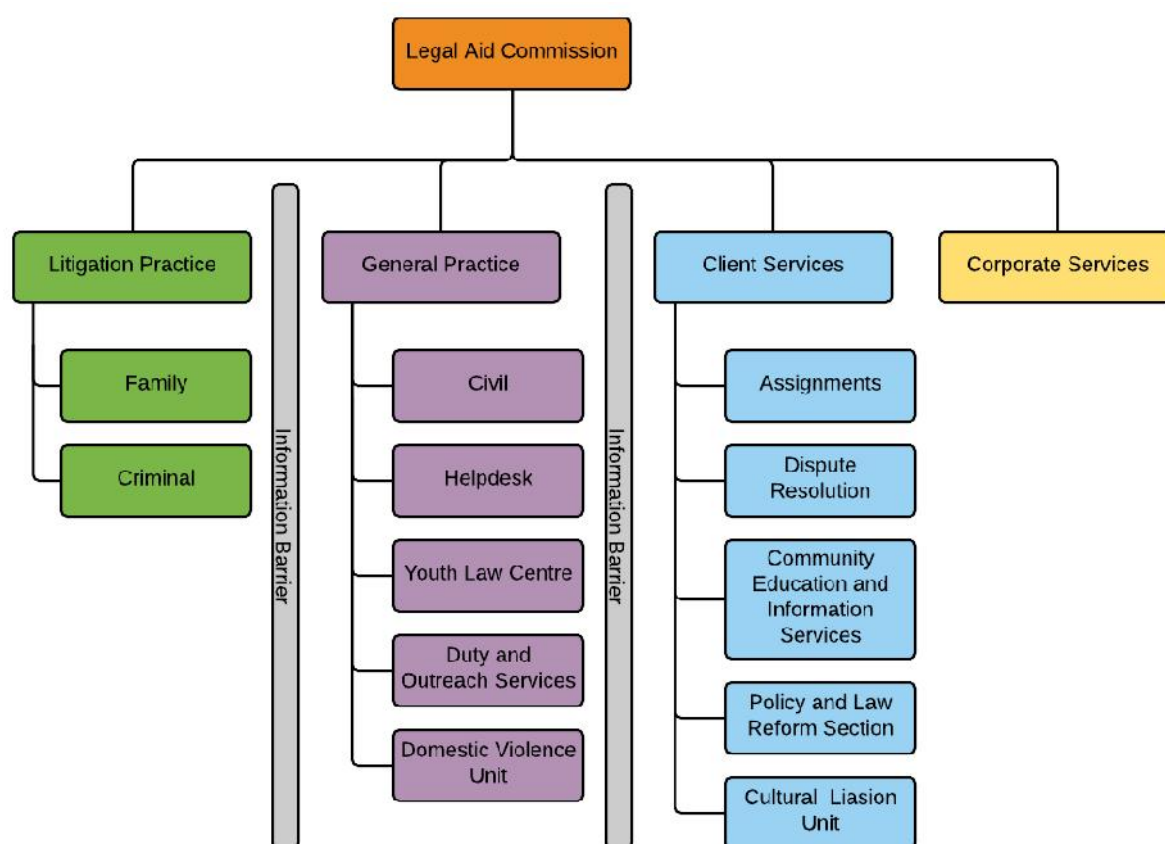 Legal Aid Commission
Litigation Practice
General Practice
Client Services
Corporate Services
Family
Criminal
Information Barrier
Civil
Helpdesk
Youth Law Centre
Duty and
Outreach Services
Domestic Violence
Unit
Information Barrier
Assignments
Dispute
Resolution
Community
Education and
Information
Services
Policy and Law
Reform Section
Cultural Liasion
Unit